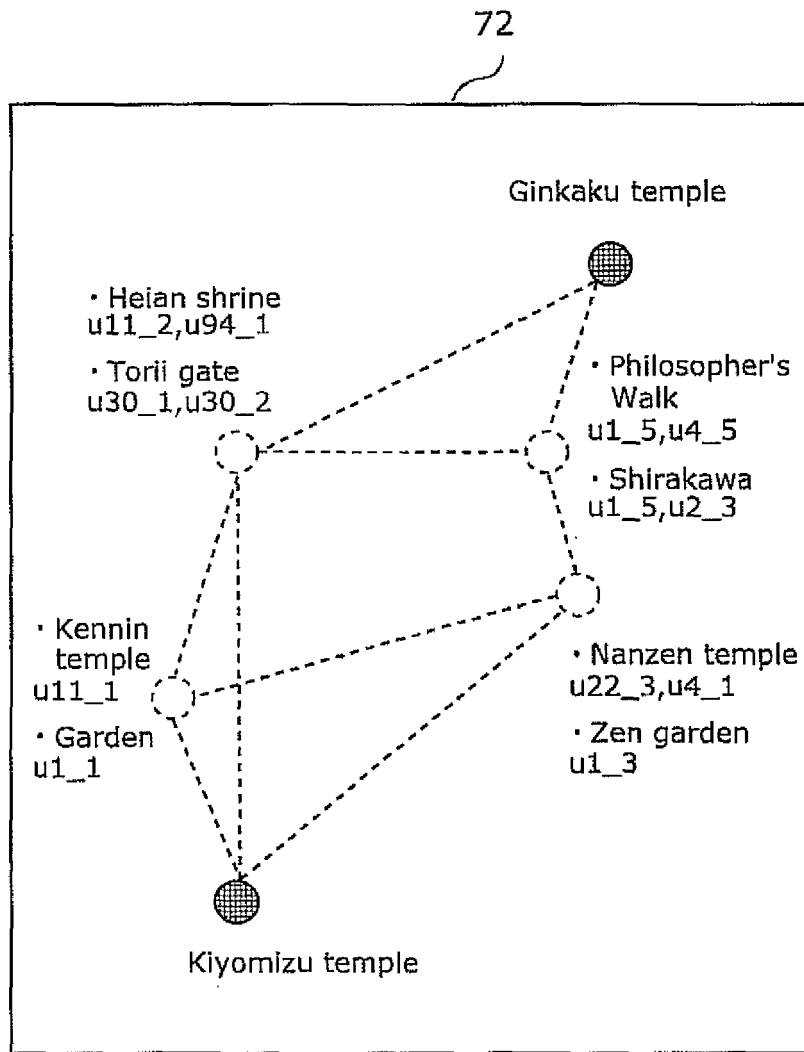 72
Ginkaku temple
・Heian shrine
u11_2,u94_1
・Torii gate
u30_1,u30_2
・Philosopher's
Walk
u1_5,u4_5
・Shirakawa
u1_5,u2_3
・Kennin
temple
u11_1
・Garden
u1_1
・Nanzen temple
u22_3,u4_1
・Zen garden
u1_3
Kiyomizu temple